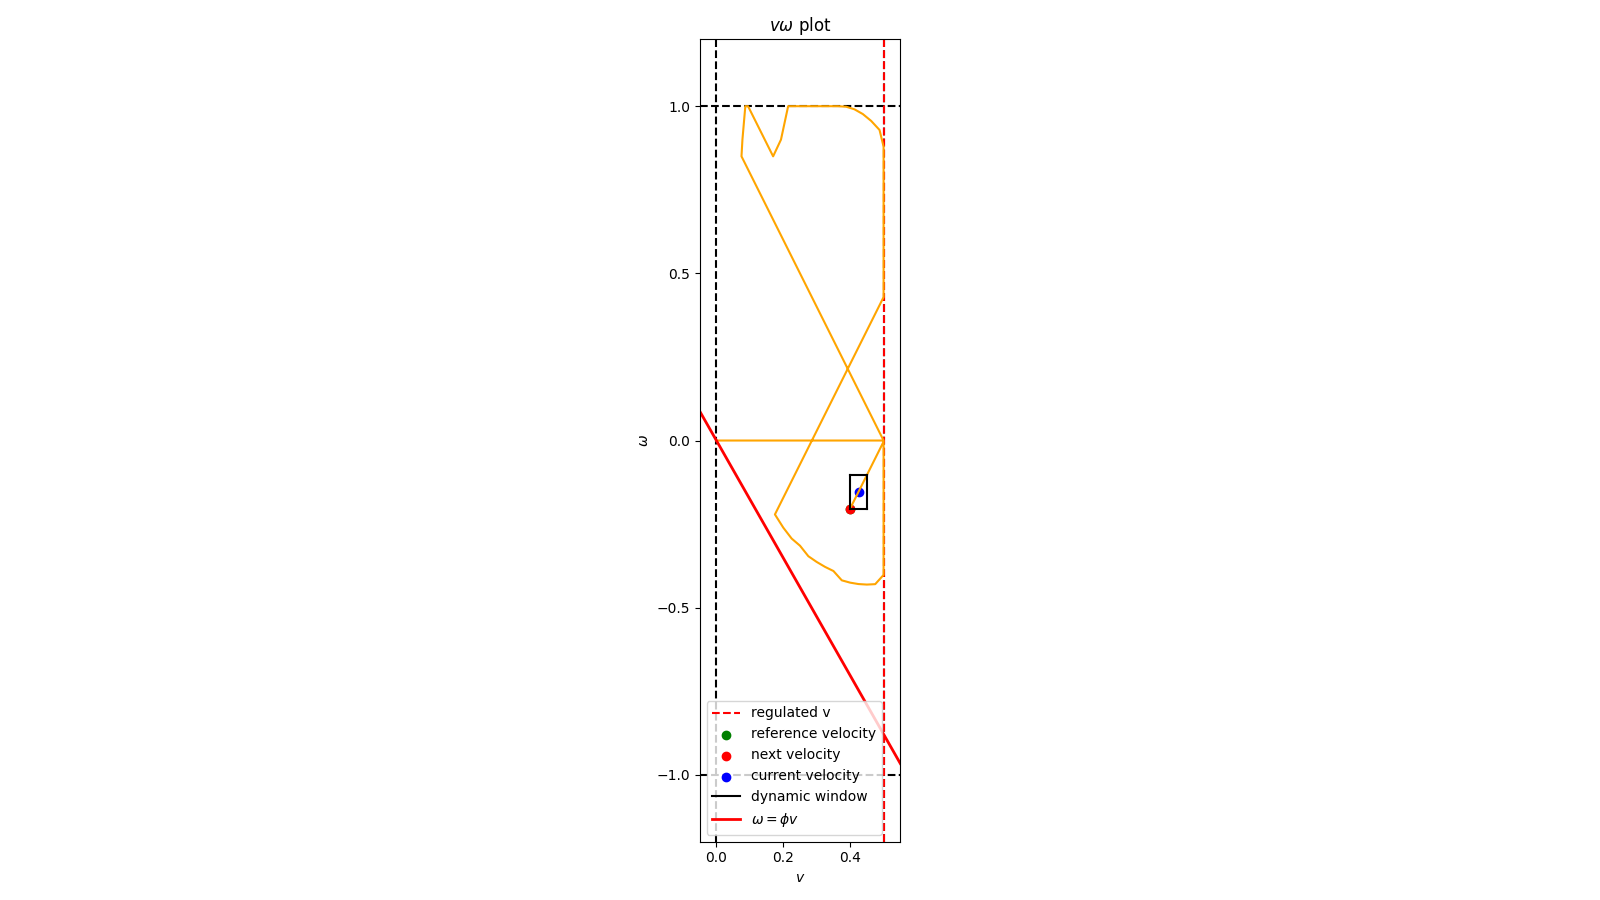 vω plot
1.0
0.5
0.0
−0.5
−1.0
ω
regulated v
reference velocity
next velocity
current velocity
dynamic window
ω = ϕv
0.0 0.2 0.4
v